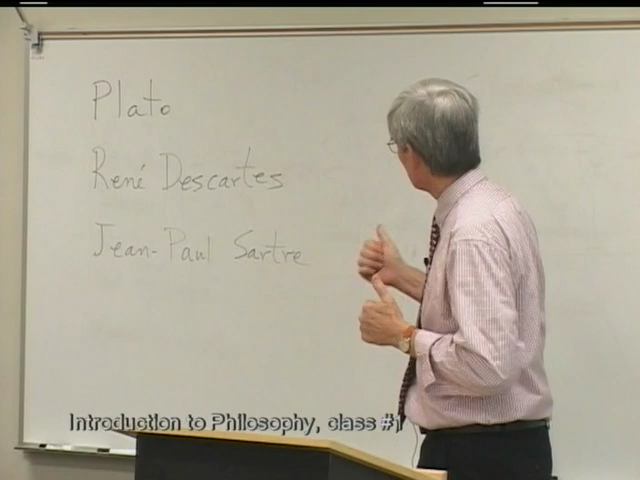 Plato
René Descartes
Jean-Paul Sartre
Introduction to Philosophy, class #1